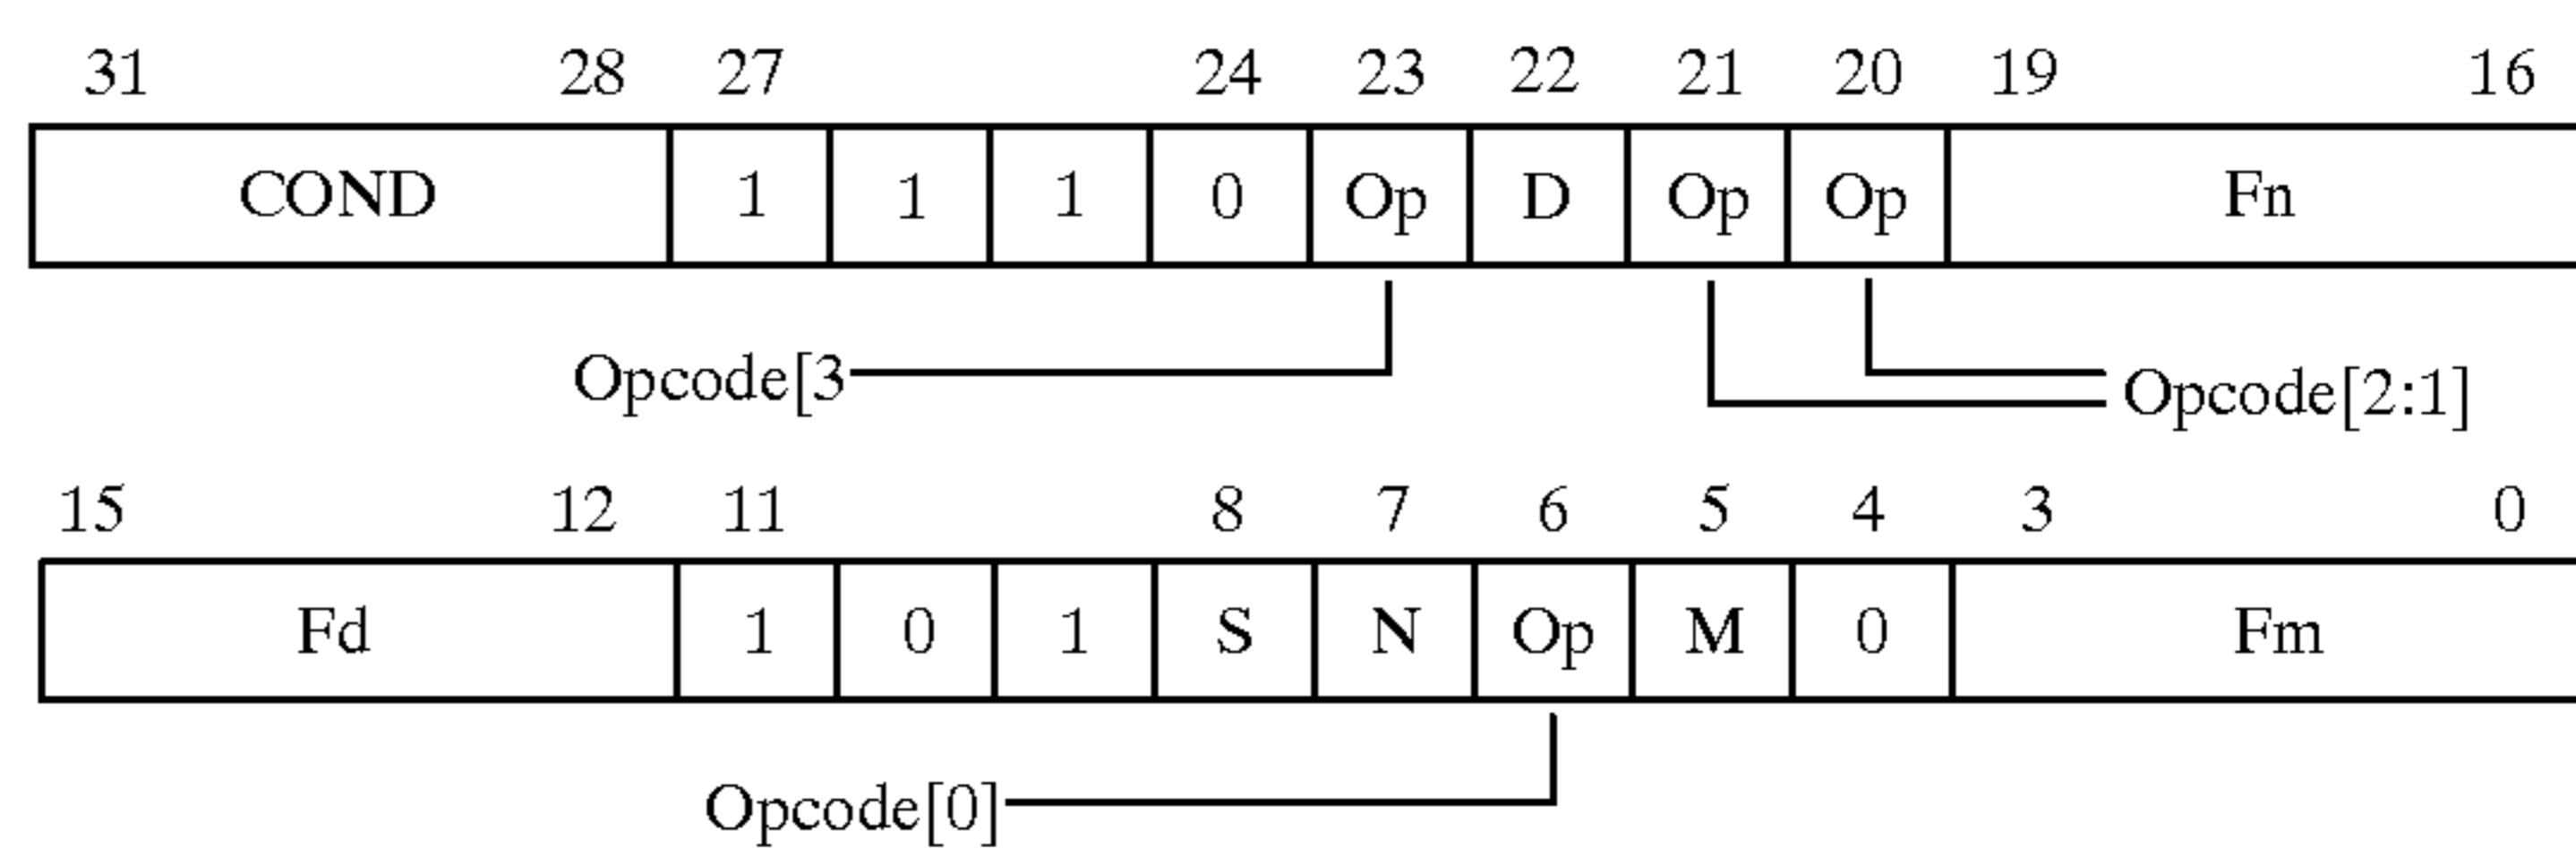 31 28 27 24 23 22 21 20 19 16
COND 1 1 1 0 Op D Op Op Fn
Opcode[3 Opcode[2:1]
15 12 11 8 7 6 5 4 3 0
Fd 1 0 1 S N Op M 0 Fm
Opcode[0]